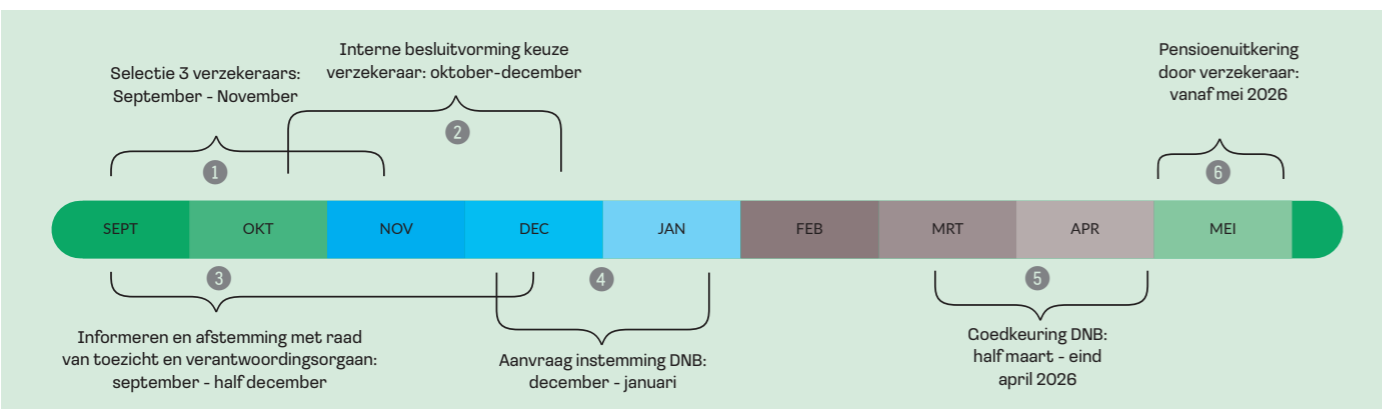 Selectie 3 verzekeraars:
September - November
Interne besluitvorming keuze
verzekeraar: oktober-december
Pensioenuitkering
door verzekeraar:
vanaf mei 2026
1
2
6
SEPT OKT NOV DEC JAN FEB MRT APR MEI
3
4
5
Informeren en afstemming met raad
van toezicht en verantwoordingsorgaan:
september - half december
Aanvraag instemming DNB:
december - januari
Goedkeuring DNB:
half maart - eind
april 2026